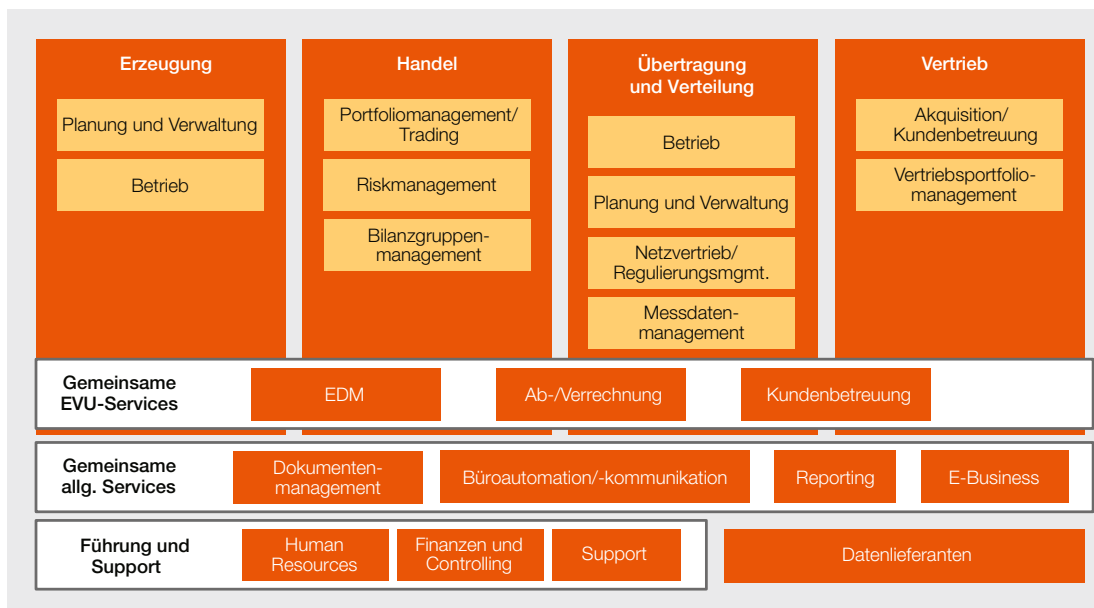 Erzeugung
Planung und Verwaltung
Betrieb
Handel
Portfoliomanagement/
Trading
Riskmanagement
Bilanzgruppen-
management
Übertragung
und Verteilung
Betrieb
Planung und Verwaltung
Netzvertrieb/
Regulierungsmgmt.
Messdaten-
management
Vertrieb
Akquisition/
Kundenbetreuung
Vertriebsportfolio-
management
Gemeinsame
EVU-Services
EDM
Ab-/Verrechnung
Kundenbetreuung
Gemeinsame
allg. Services
Dokumenten-
management
Büroautomation/-kommunikation
Reporting
E-Business
Führung und
Support
Human
Resources
Finanzen und
Controlling
Support
Datenlieferanten